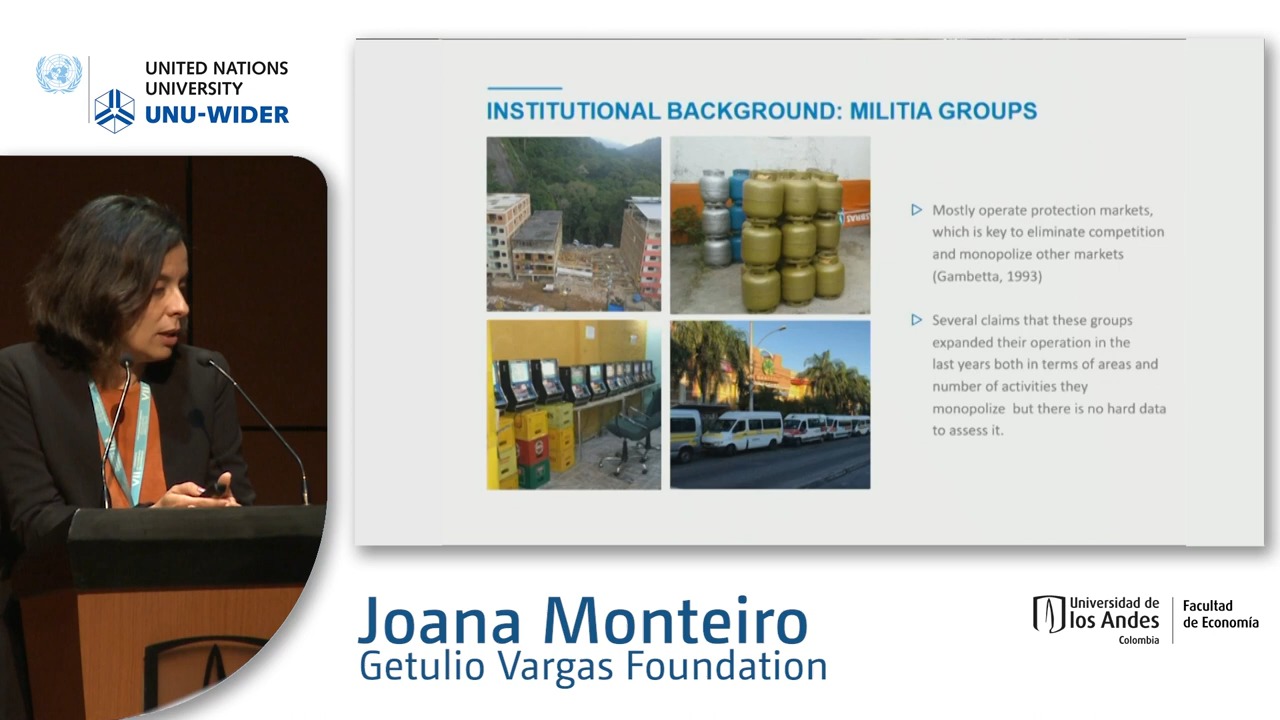 UNITED NATIONS
UNIVERSITY
UNU-WIDER
INSTITUTIONAL BACKGROUND: MILITIA GROUPS
Mostly operate protection markets,
which is key to eliminate competition
and monopolize other markets
(Gambetta, 1993)
Several claims that these groups
expanded their operation in the
last years both in terms of areas and
number of activities they
monopolize but there is no hard data
to assess it.
Joana Monteiro
Getulio Vargas Foundation
Universidad de
los Andes
Colombia
Facultad
de Economía